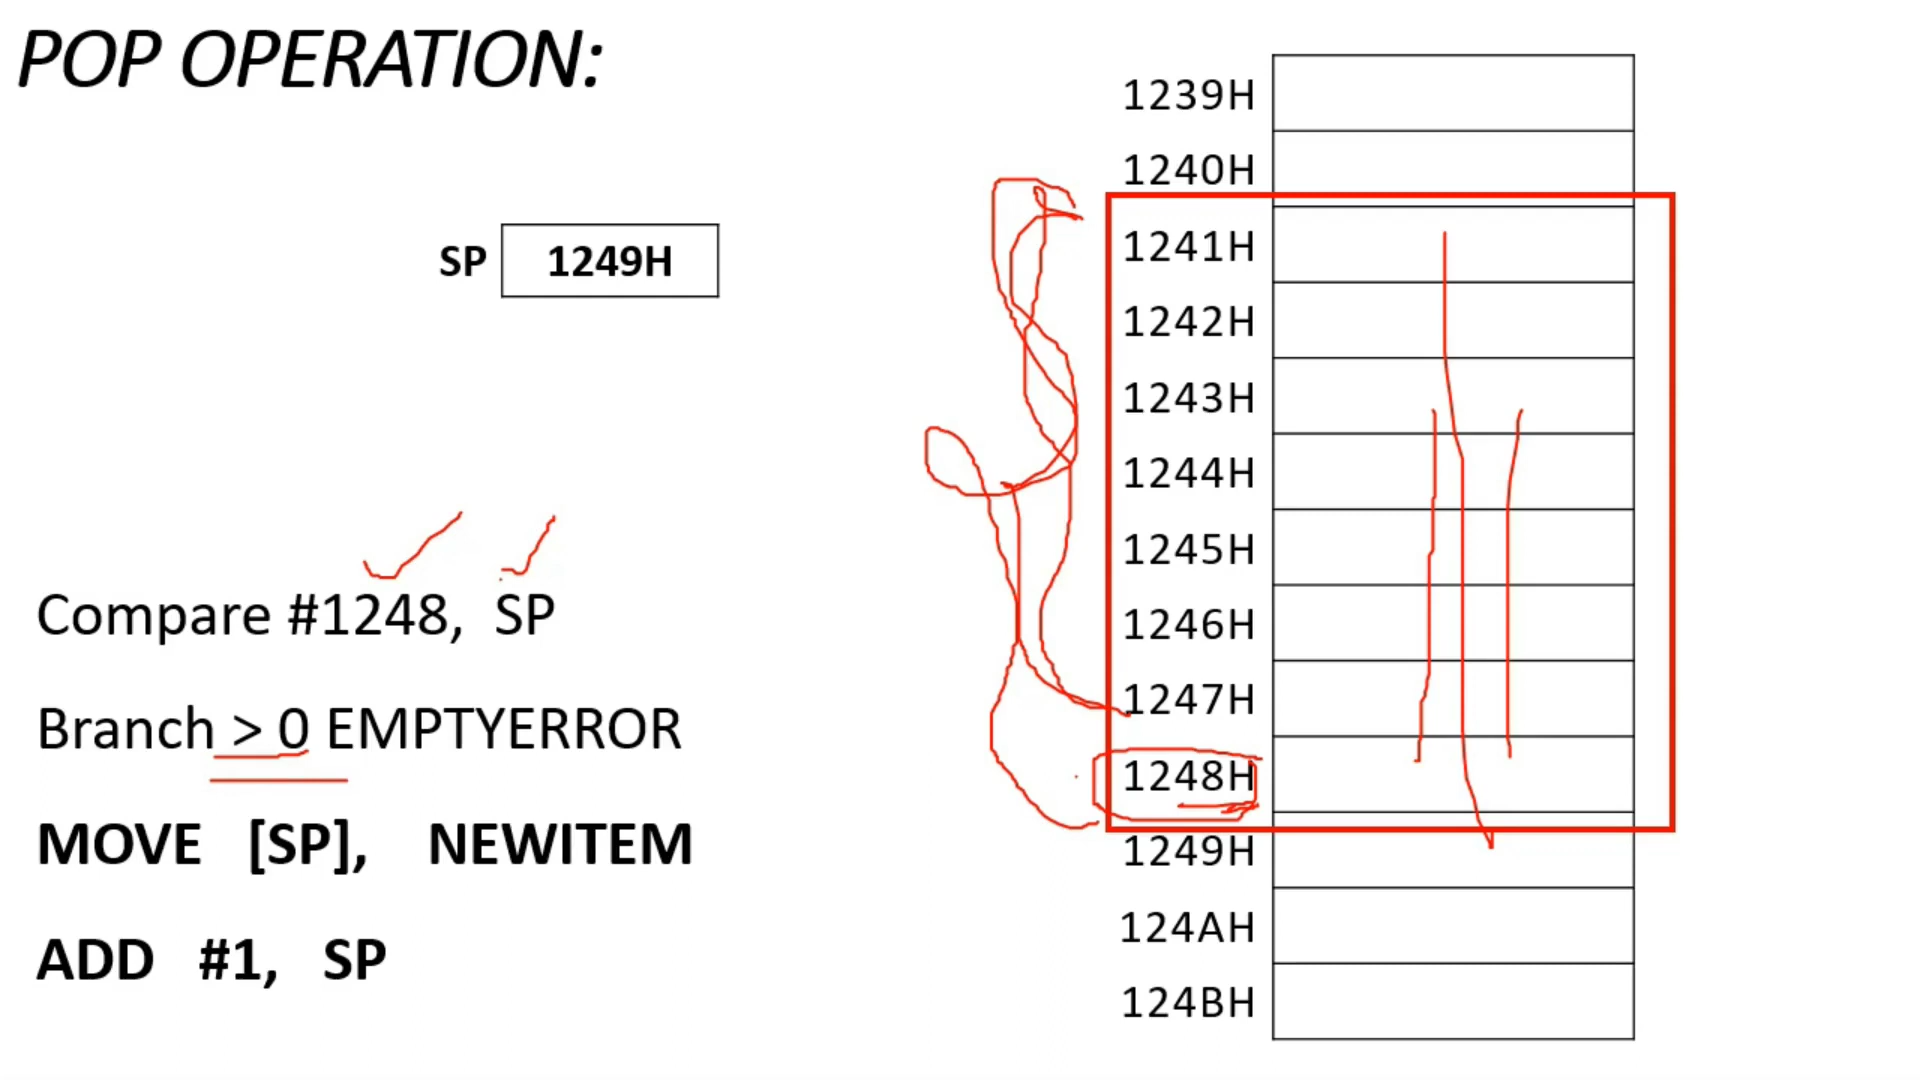 POP OPERATION:
SP 1249H
Compare #1248, SP
Branch > 0 EMPTYERROR
MOVE [SP], NEWITEM
ADD #1, SP
1239H
1240H
1241H
1242H
1243H
1244H
1245H
1246H
1247H
1248H
1249H
124AH
124BH